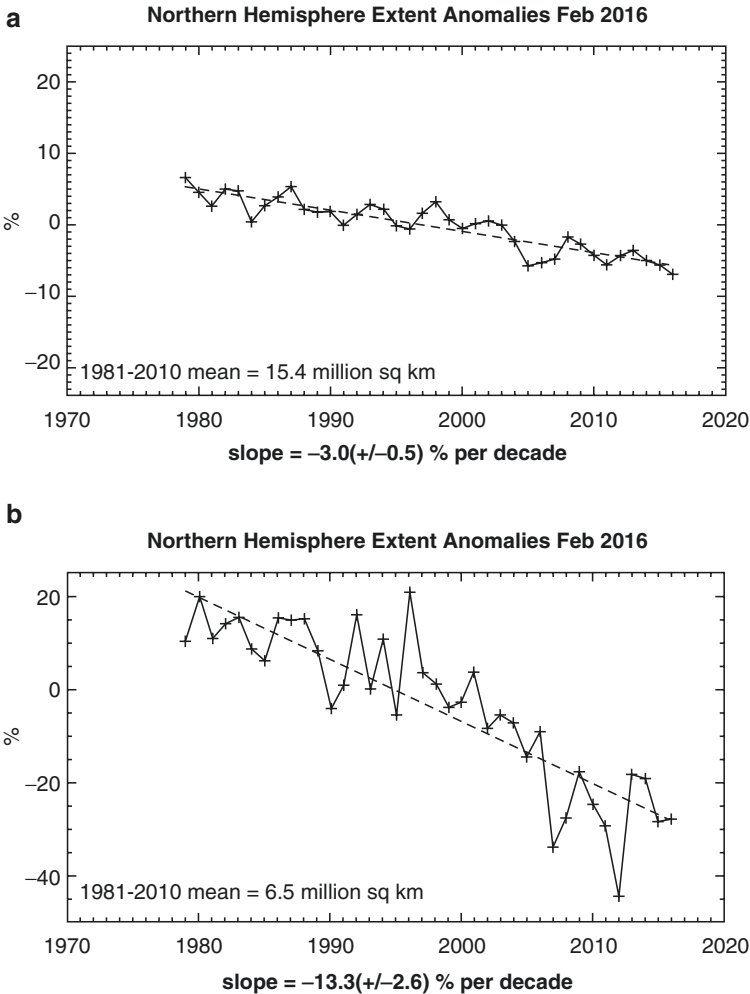 a
Northern Hemisphere Extent Anomalies Feb 2016
20
10
0
−10
−20
%
1981-2010 mean = 15.4 million sq km
1970 1980 1990 2000 2010 2020
slope = −3.0(+/−0.5) % per decade
b
Northern Hemisphere Extent Anomalies Feb 2016
20
0
−20
−40
%
1981-2010 mean = 6.5 million sq km
1970 1980 1990 2000 2010 2020
slope = −13.3(+/−2.6) % per decade